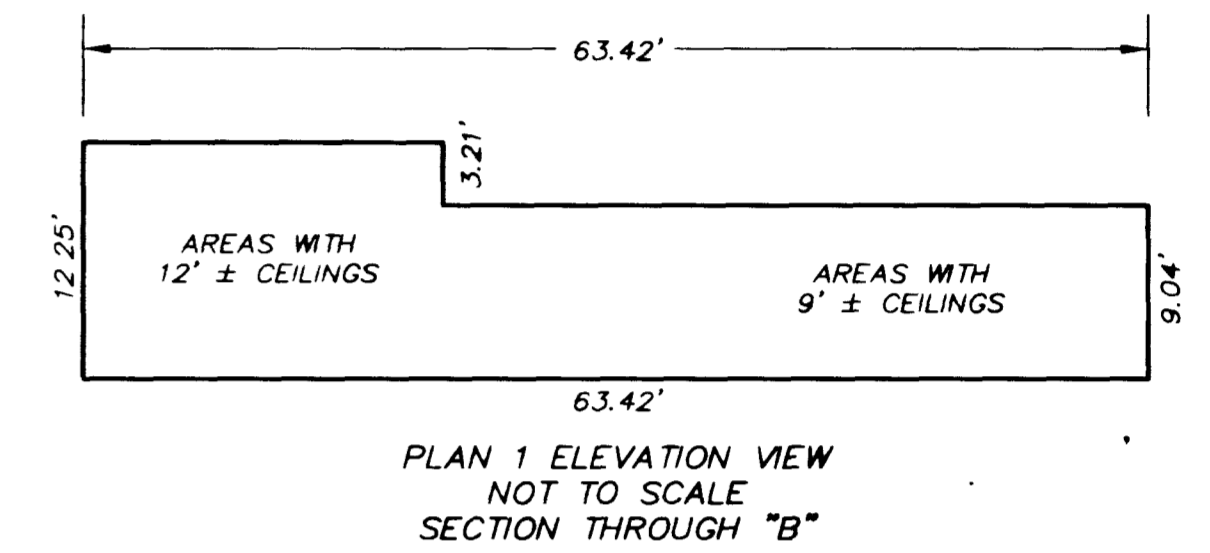 63.42'
3.21'
12 25'
AREAS WITH
12' ± CEILINGS
AREAS WITH
9' ± CEILINGS
9.04'
63.42'
PLAN 1 ELEVATION VIEW
NOT TO SCALE
SECTION THROUGH "B"